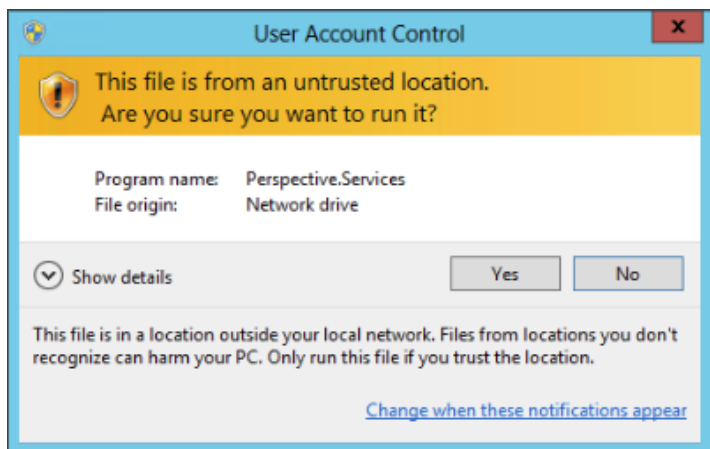 User Account Control
x
This file is from an untrusted location.
Are you sure you want to run it?
Program name: Perspective.Services
File origin: Network drive
Show details Yes No
This file is in a location outside your local network. Files from locations you don't
recognize can harm your PC. Only run this file if you trust the location.
Change when these notifications appear